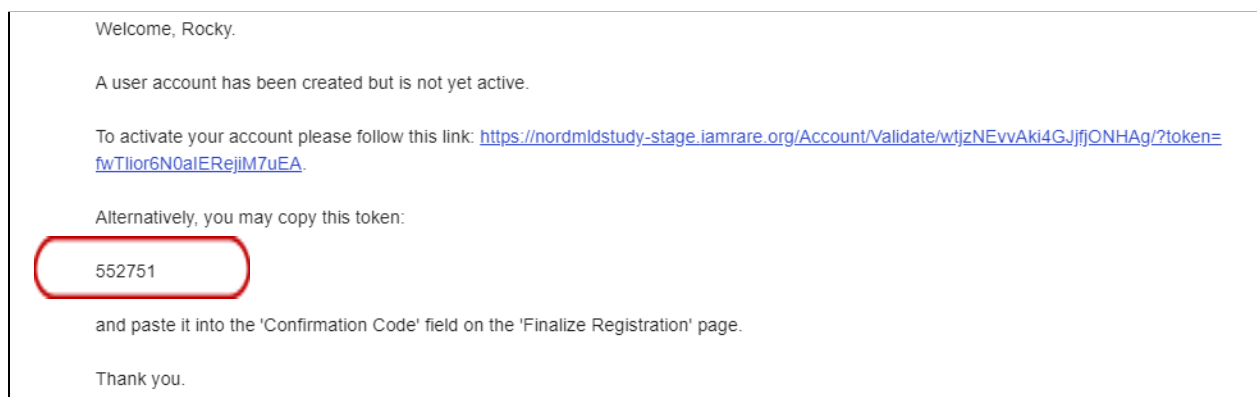 Welcome, Rocky.
A user account has been created but is not yet active.
To activate your account please follow this link: https://nordmldstudy-stage.iamrare.org/Account/Validate/wtjzNEvvAki4GJjfjONHAg/?token=
fwTlior6N0aIERejiM7uEA.
Alternatively, you may copy this token:
552751
and paste it into the 'Confirmation Code' field on the 'Finalize Registration' page.
Thank you.